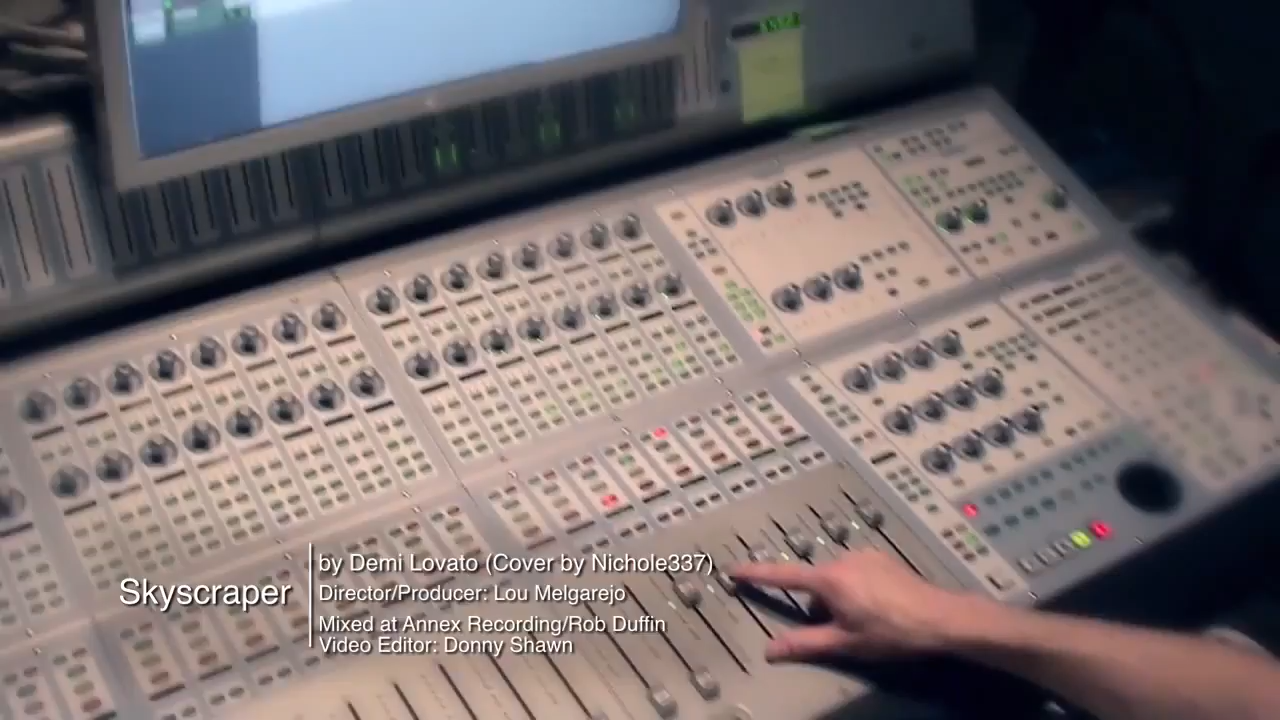 Skyscraper
by Demi Lovato (Cover by Nichole337)
Director/Producer: Lou Melgarejo
Mixed at Annex Recording/Rob Duffin
Video Editor: Donny Shawn